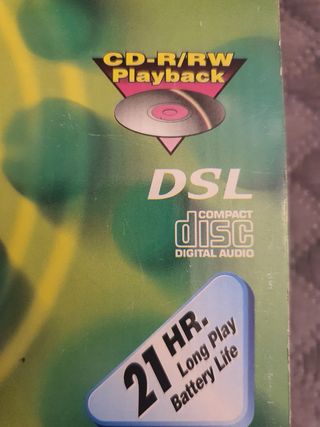 CD-R/RW
Playback
DSL
COMPACT
disc
DIGITAL AUDIO
21 HR.
Long Play
Battery Life